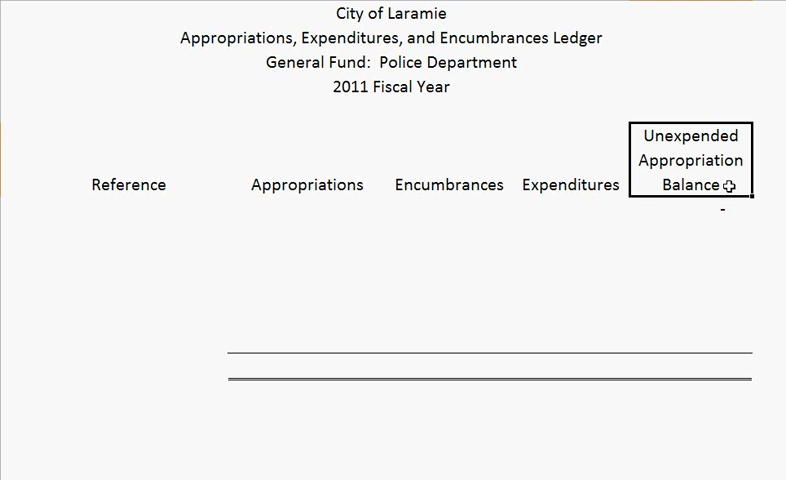 City of Laramie
Appropriations, Expenditures, and Encumbrances Ledger
General Fund:  Police Department
2011 Fiscal Year
Unexpended
Appropriation
Reference Appropriations Encumbrances Expenditures Balance
-